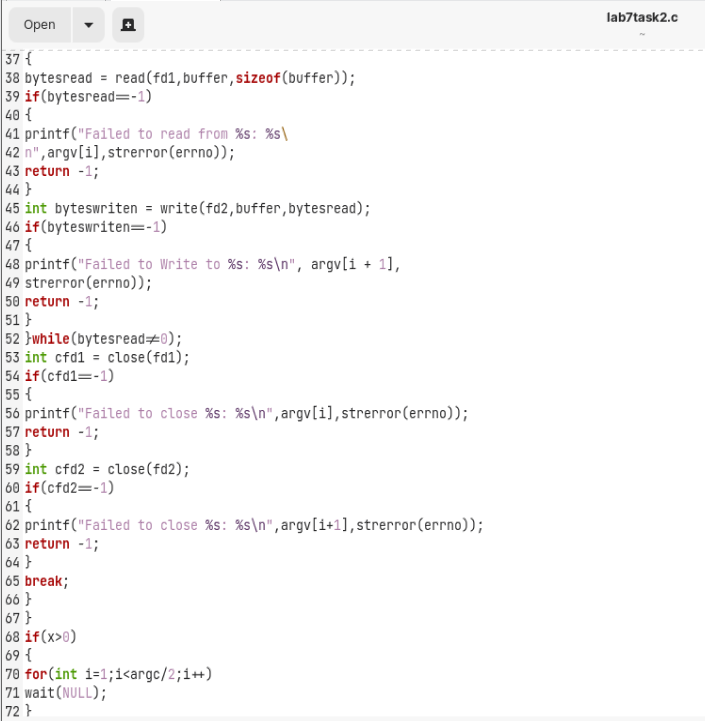 Open
lab7task2.c
~
37 {
38 bytesread = read(fd1,buffer,sizeof(buffer));
39 if(bytesread==-1)
40 {
41 printf("Failed to read from %s: %s\
42 n",argv[i],strerror(errno));
43 return -1;
44 }
45 int byteswriten = write(fd2,buffer,bytesread);
46 if(byteswriten==-1)
47 {
48 printf("Failed to Write to %s: %s\n", argv[i + 1],
49 strerror(errno));
50 return -1;
51 }
52 }while(bytesread!=0);
53 int cfd1 = close(fd1);
54 if(cfd1==-1)
55 {
56 printf("Failed to close %s: %s\n",argv[i],strerror(errno));
57 return -1;
58 }
59 int cfd2 = close(fd2);
60 if(cfd2==-1)
61 {
62 printf("Failed to close %s: %s\n",argv[i+1],strerror(errno));
63 return -1;
64 }
65 break;
66 }
67 }
68 if(x>0)
69 {
70 for(int i=1;i<argc/2;i++)
71 wait(NULL);
72 }